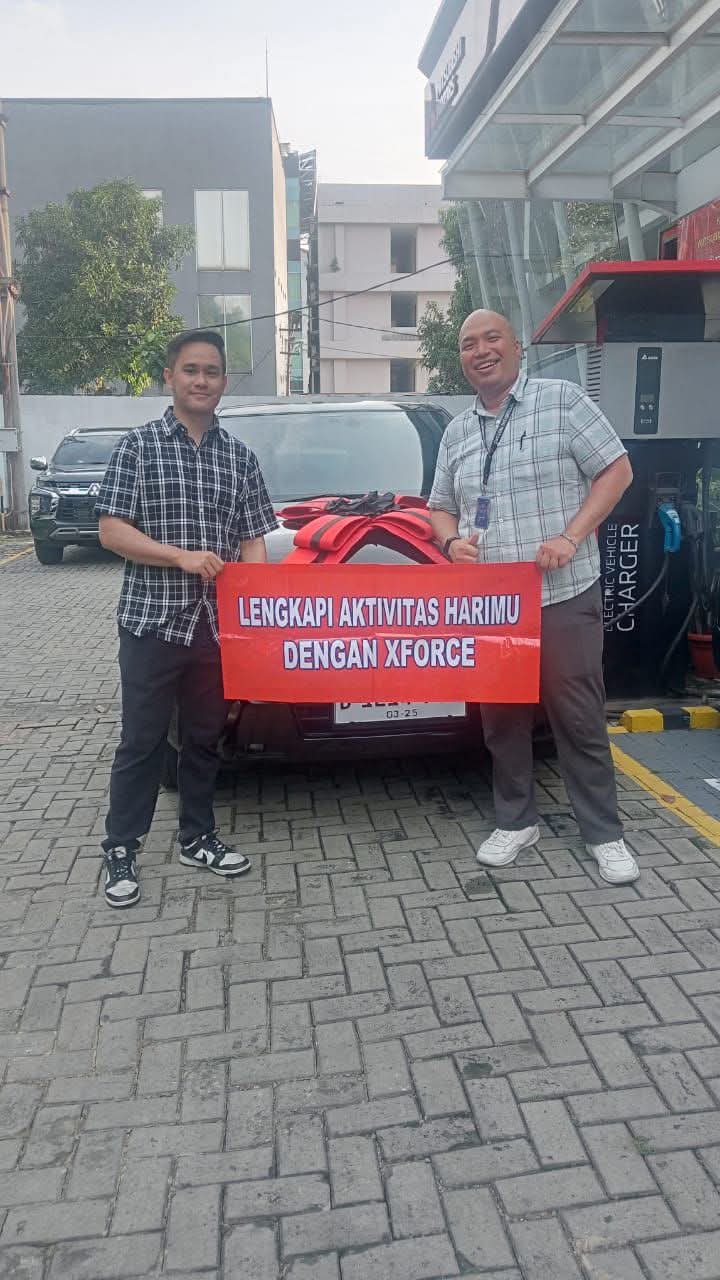 LENGKAPI AKTIVITAS HARIMU
DENGAN XFORCE
03-25
ELECTRIC VEHICLE
CHARGER